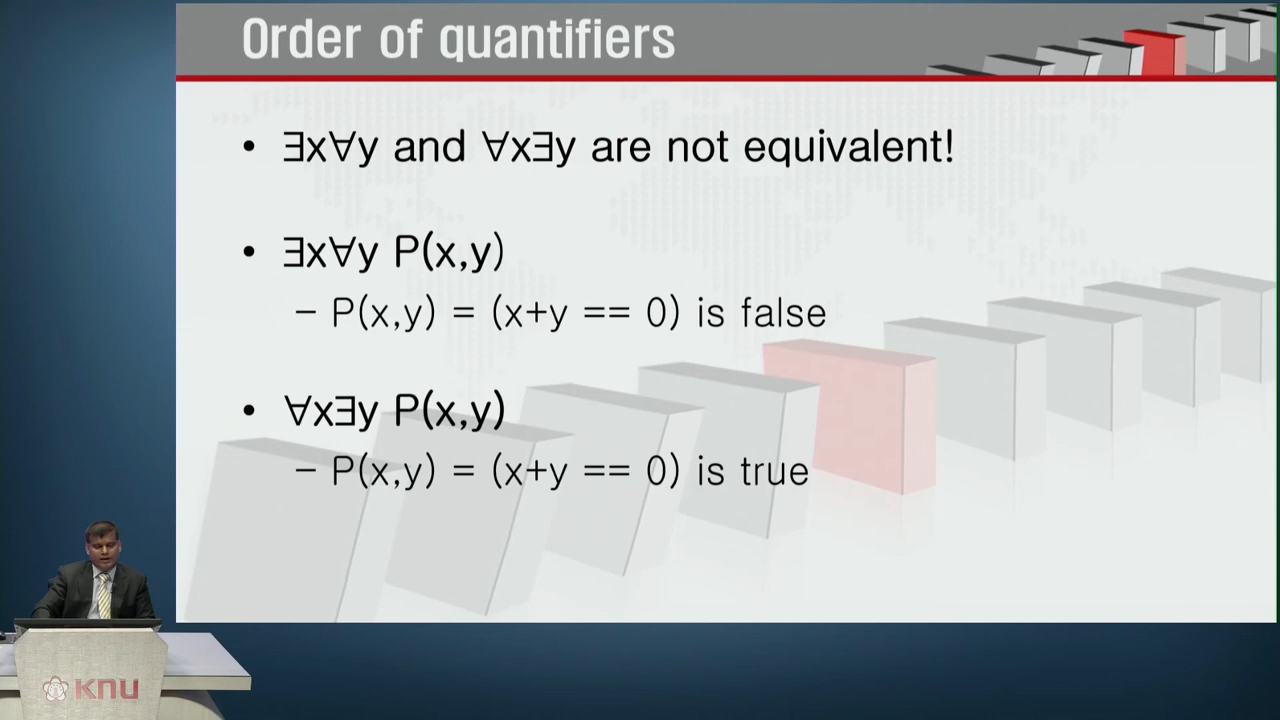 Order of quantifiers
• ∃x∀y and ∀x∃y are not equivalent!
• ∃x∀y P(x,y)
– P(x,y) = (x+y == 0) is false
• ∀x∃y P(x,y)
– P(x,y) = (x+y == 0) is true
KNU